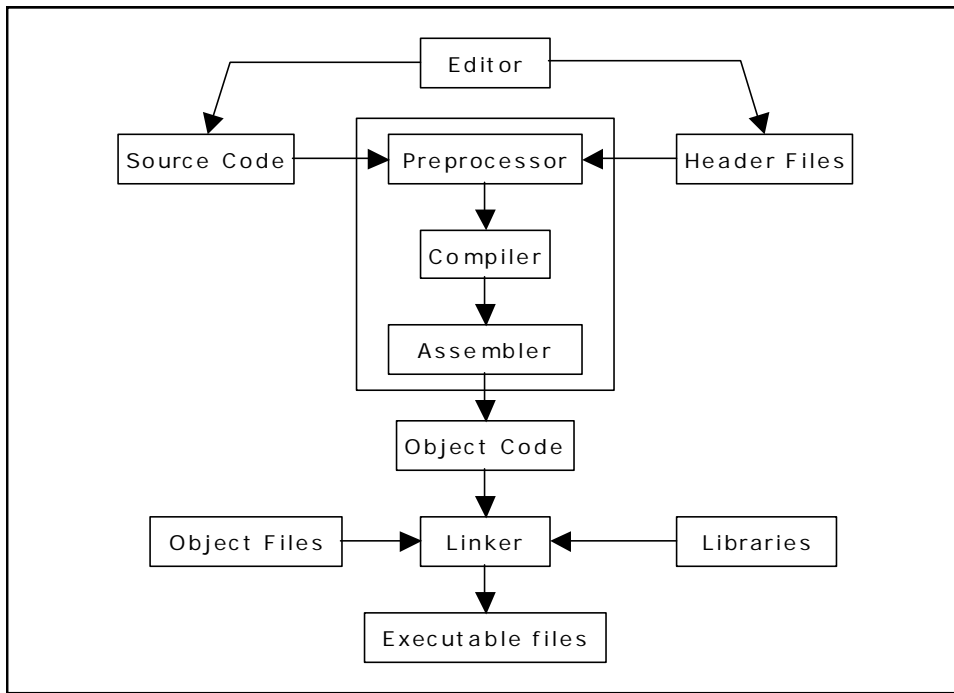 Editor
Source Code
Preprocessor
Header Files
Compiler
Assembler
Object Code
Object Files
Linker
Libraries
Executable files